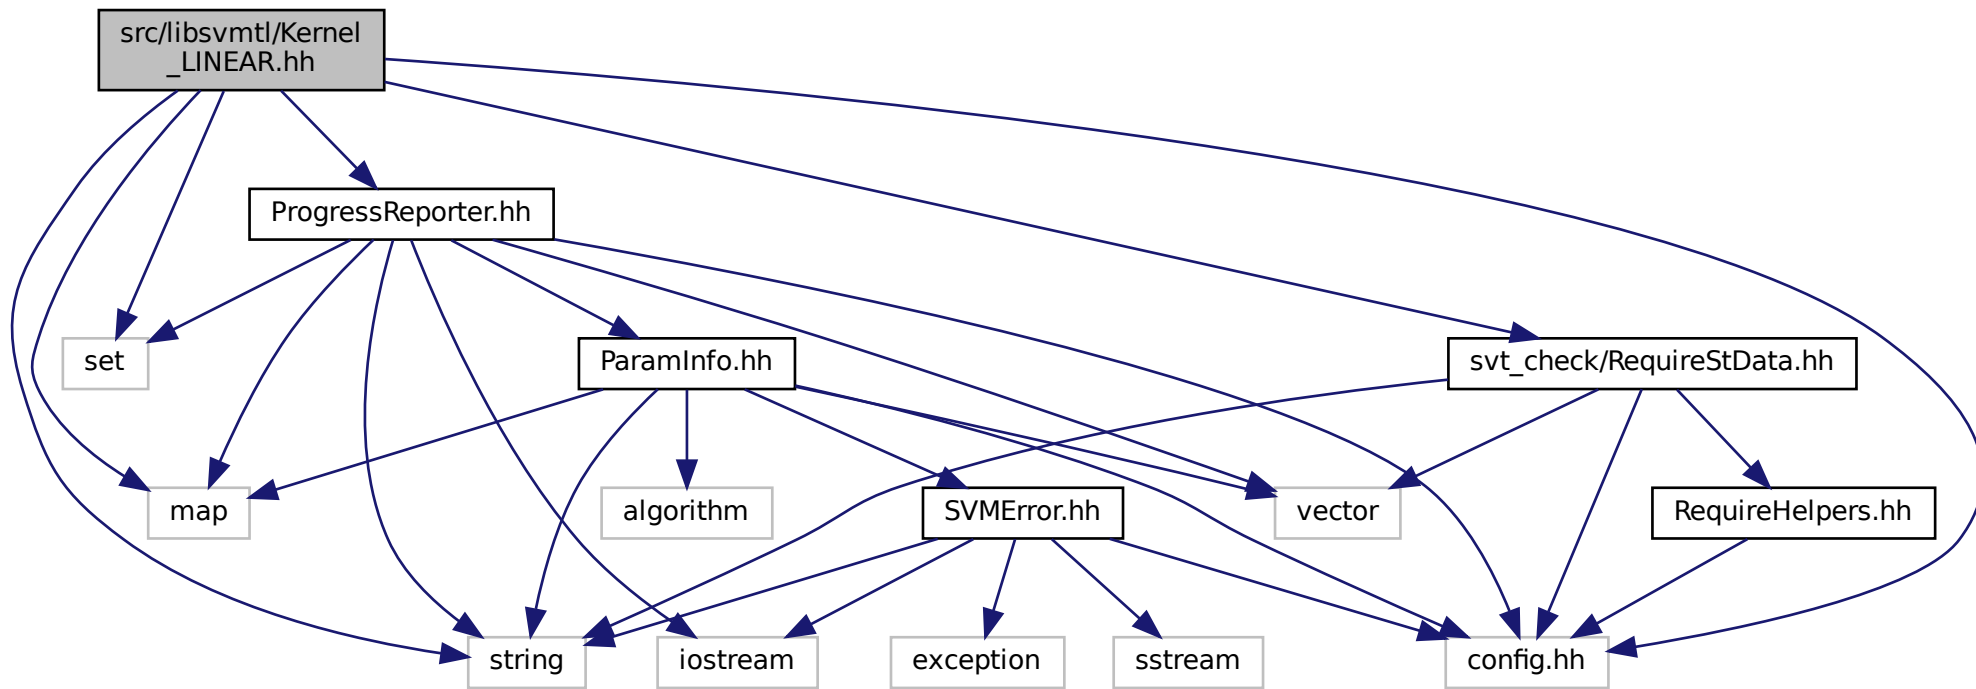 src/libsvmtl/Kernel
_LINEAR.hh
ProgressReporter.hh
set
ParamInfo.hh
svt_check/RequireStData.hh
map
algorithm
SVMError.hh
vector
RequireHelpers.hh
string
iostream
exception
sstream
config.hh